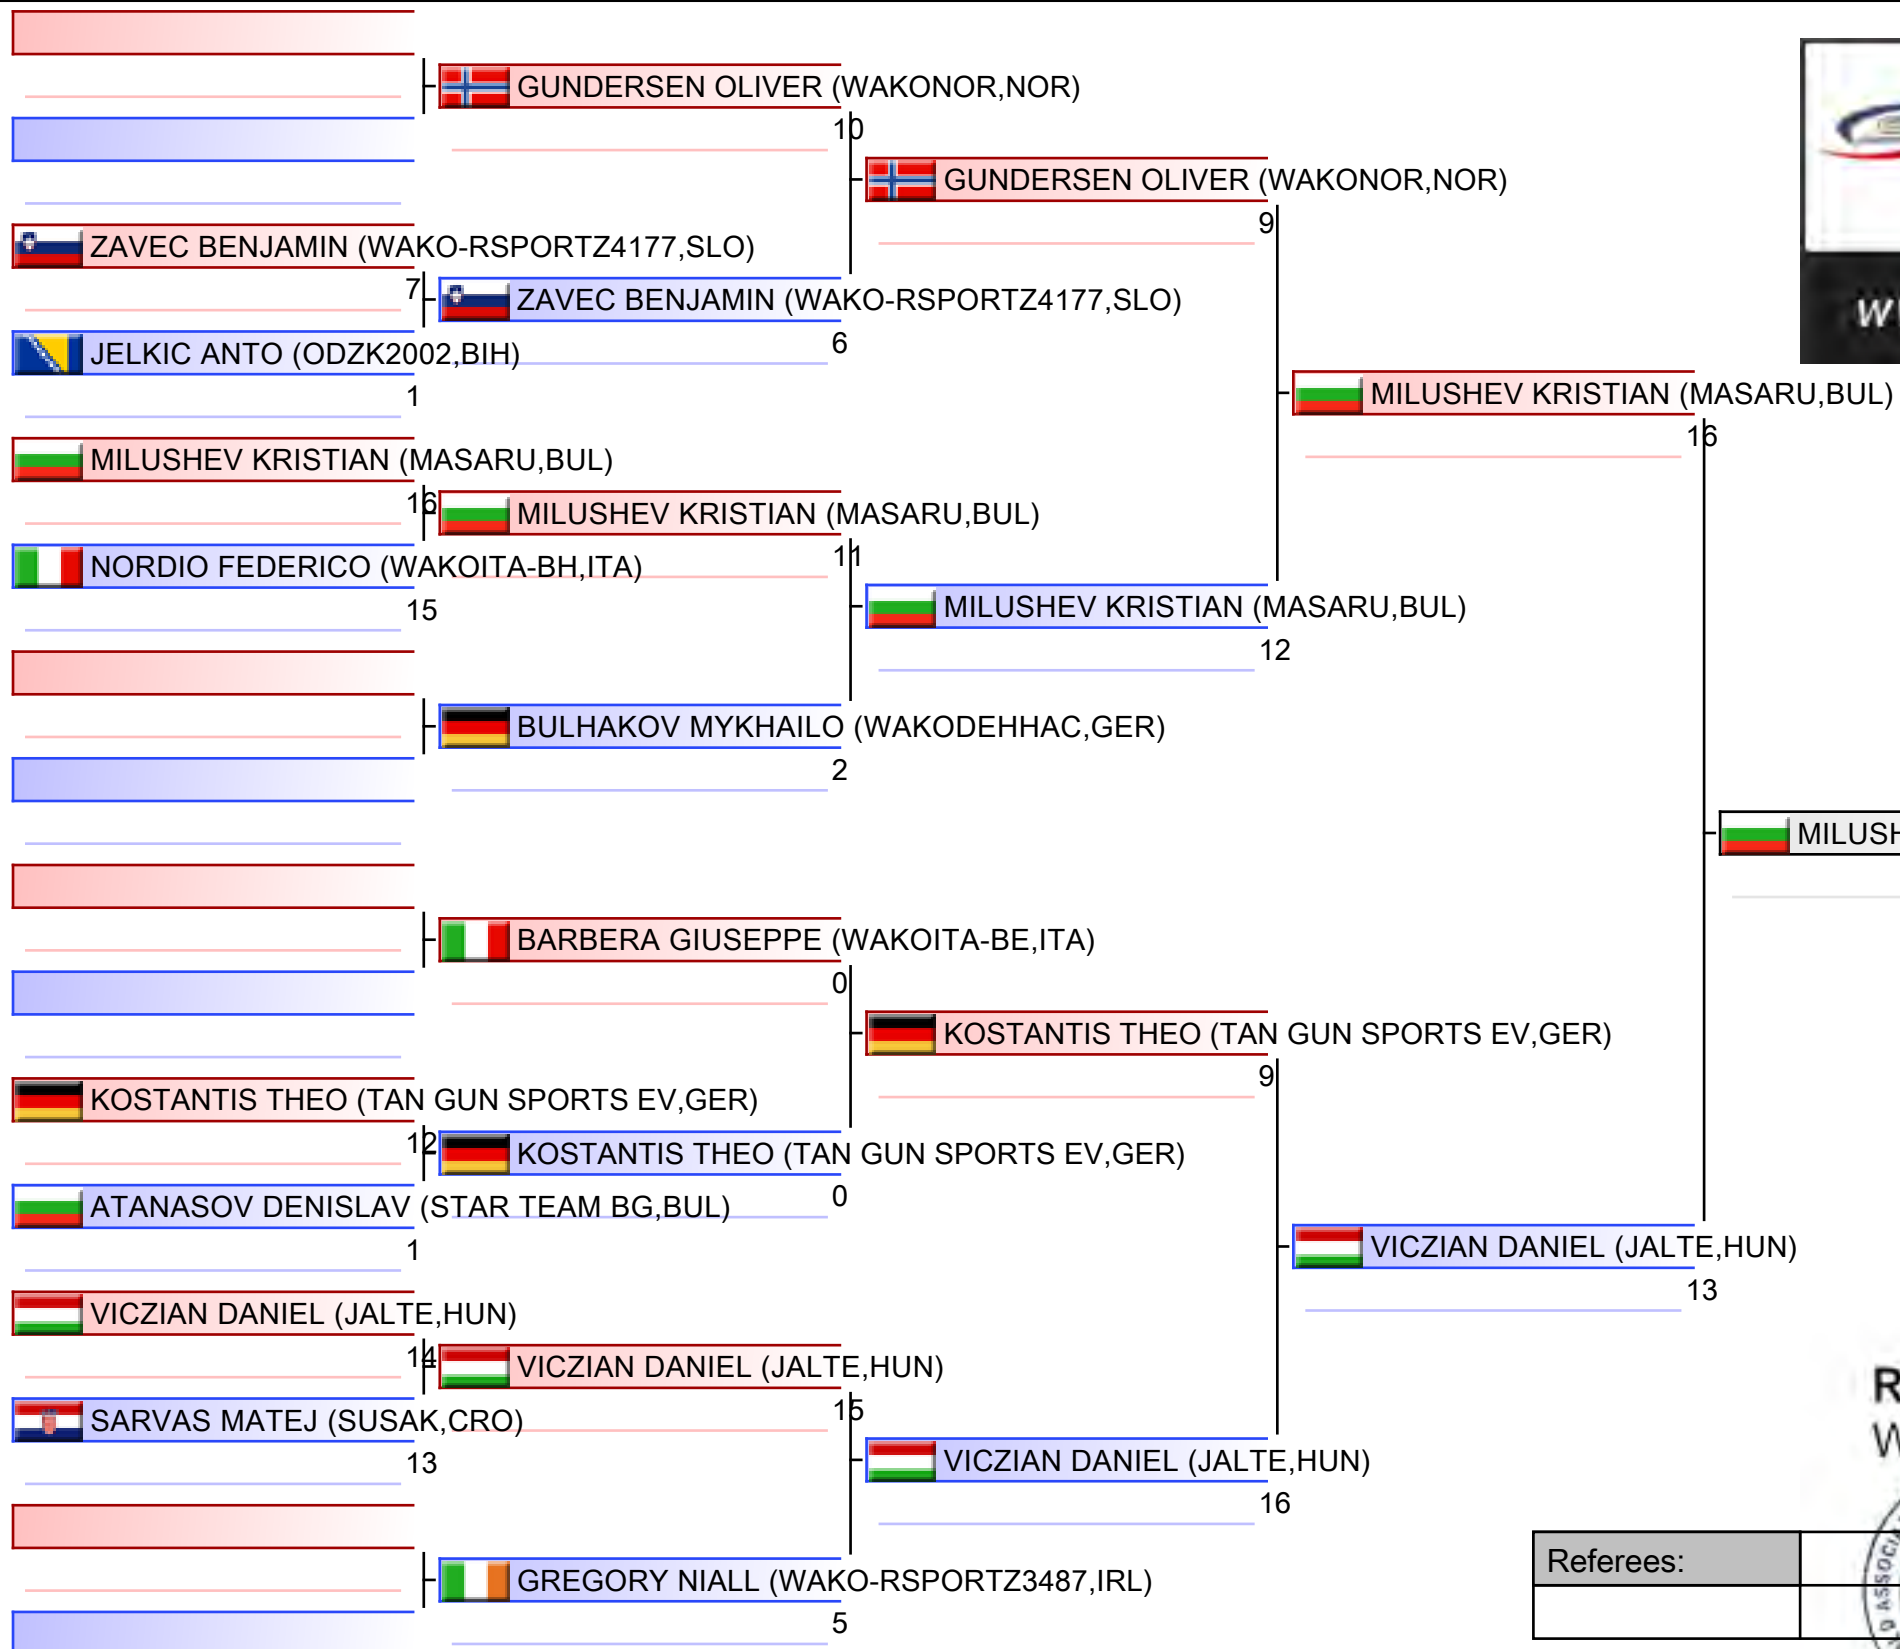 GUNDERSEN OLIVER (WAKONOR,NOR)
10
GUNDERSEN OLIVER (WAKONOR,NOR)
9
ZAVEC BENJAMIN (WAKO-RSPORTZ4177,SLO)
7
ZAVEC BENJAMIN (WAKO-RSPORTZ4177,SLO)
6
JELKIC ANTO (ODZK2002,BIH)
1
MILUSHEV KRISTIAN (MASARU,BUL)
16
MILUSHEV KRISTIAN (MASARU,BUL)
16
MILUSHEV KRISTIAN (MASARU,BUL)
11
NORDIO FEDERICO (WAKOITA-BH,ITA)
15
MILUSHEV KRISTIAN (MASARU,BUL)
12
BULHAKOV MYKHAILO (WAKODEHHAC,GER)
2
MILUSH
BARBERA GIUSEPPE (WAKOITA-BE,ITA)
0
KOSTANTIS THEO (TAN GUN SPORTS EV,GER)
9
KOSTANTIS THEO (TAN GUN SPORTS EV,GER)
12
KOSTANTIS THEO (TAN GUN SPORTS EV,GER)
0
ATANASOV DENISLAV (STAR TEAM BG,BUL)
1
VICZIAN DANIEL (JALTE,HUN)
13
VICZIAN DANIEL (JALTE,HUN)
14
VICZIAN DANIEL (JALTE,HUN)
15
SARVAS MATEJ (SUSAK,CRO)
13
VICZIAN DANIEL (JALTE,HUN)
16
GREGORY NIALL (WAKO-RSPORTZ3487,IRL)
5
Referees: